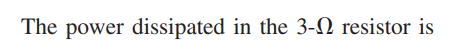 The power dissipated in the 3-Ω resistor is